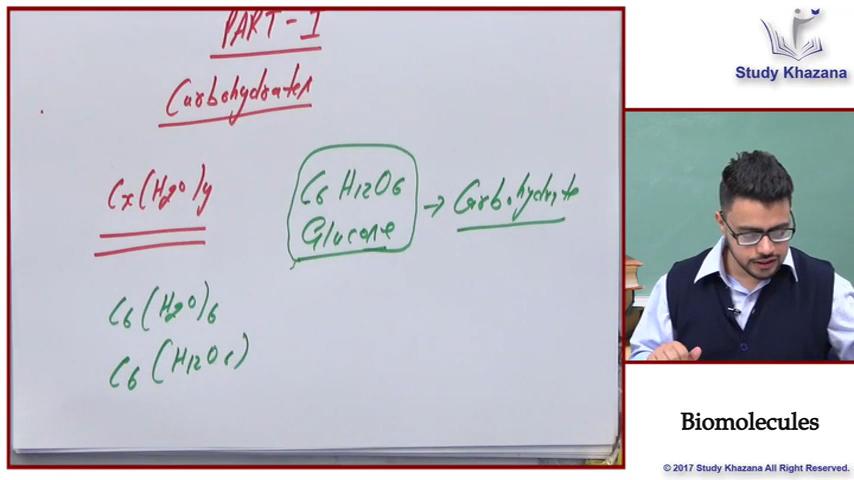 PART-I
Carbohydrates
Cx(H2O)y
C6 H12O6
Glucose
→ Carbohydrate
C6(H2O)6
C6(H12O6)
Study Khazana
Biomolecules
© 2017 Study Khazana All Right Reserved.